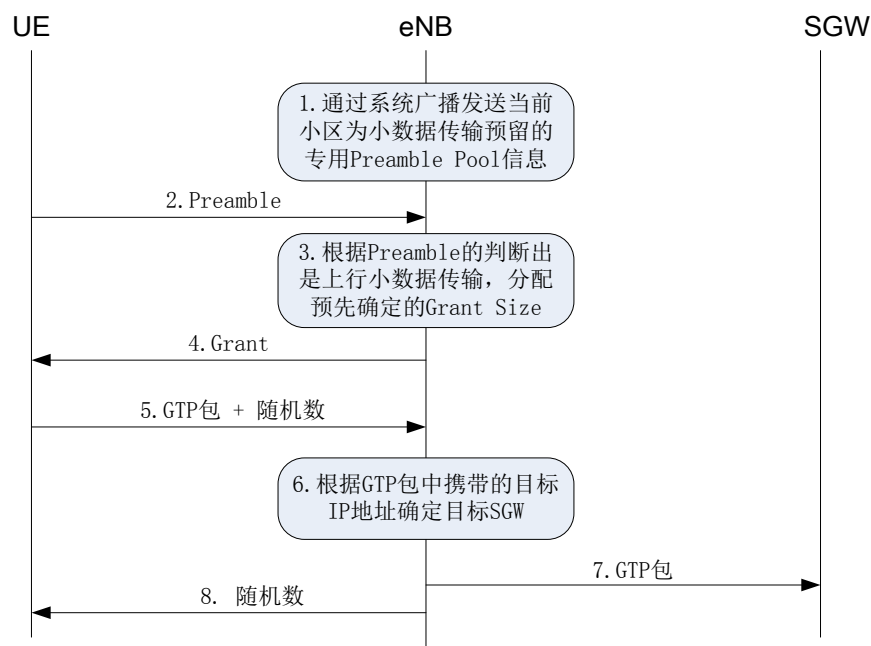 UE
eNB
SGW
1.通过系统广播发送当前
小区为小数据传输预留的
专用Preamble Pool信息
2.Preamble
3.根据Preamble的判断出
是上行小数据传输，分配
预先确定的Grant Size
4.Grant
5.GTP包 + 随机数
6.根据GTP包中携带的目标
IP地址确定目标SGW
7.GTP包
8. 随机数